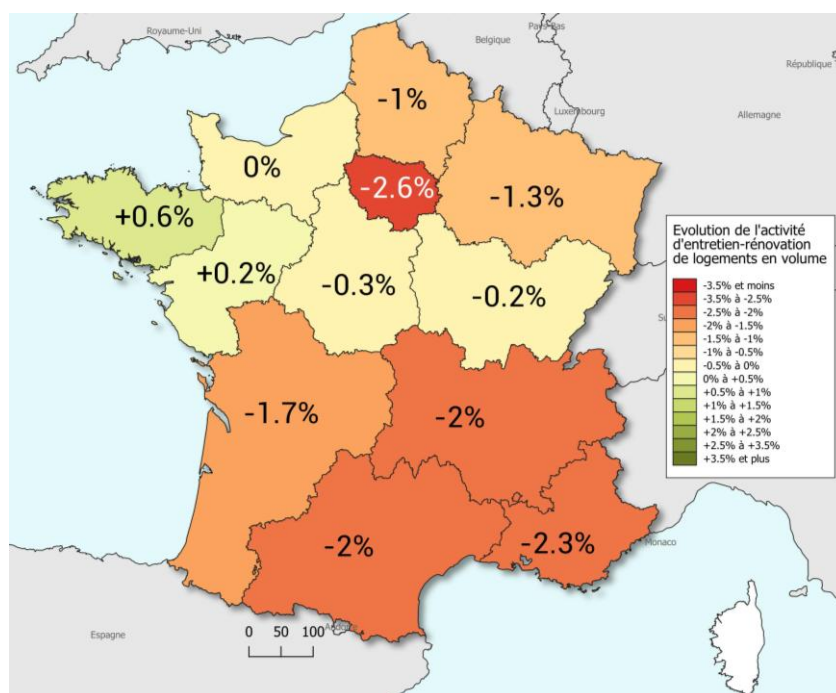 Royaume-Uni
Pays-Bas
Belgique
République
Luxembourg
Allemagne
-1%
0%
-2.6%
-1.3%
+0.6%
+0.2%
-0.3%
-0.2%
Evolution de l'activité
d'entretien-rénovation
de logements en volume
-3.5% et moins
-3.5% à -2.5%
-2.5% à -2%
-2% à -1.5%
-1.5% à -1%
-1% à -0.5%
-0.5% à 0%
0% à +0.5%
+0.5% à +1%
+1% à +1.5%
+1.5% à +2%
+2% à +2.5%
+2.5% à +3.5%
+3.5% et plus
-1.7%
-2%
-2%
-2.3%
Monaco
Espagne
0 50 100